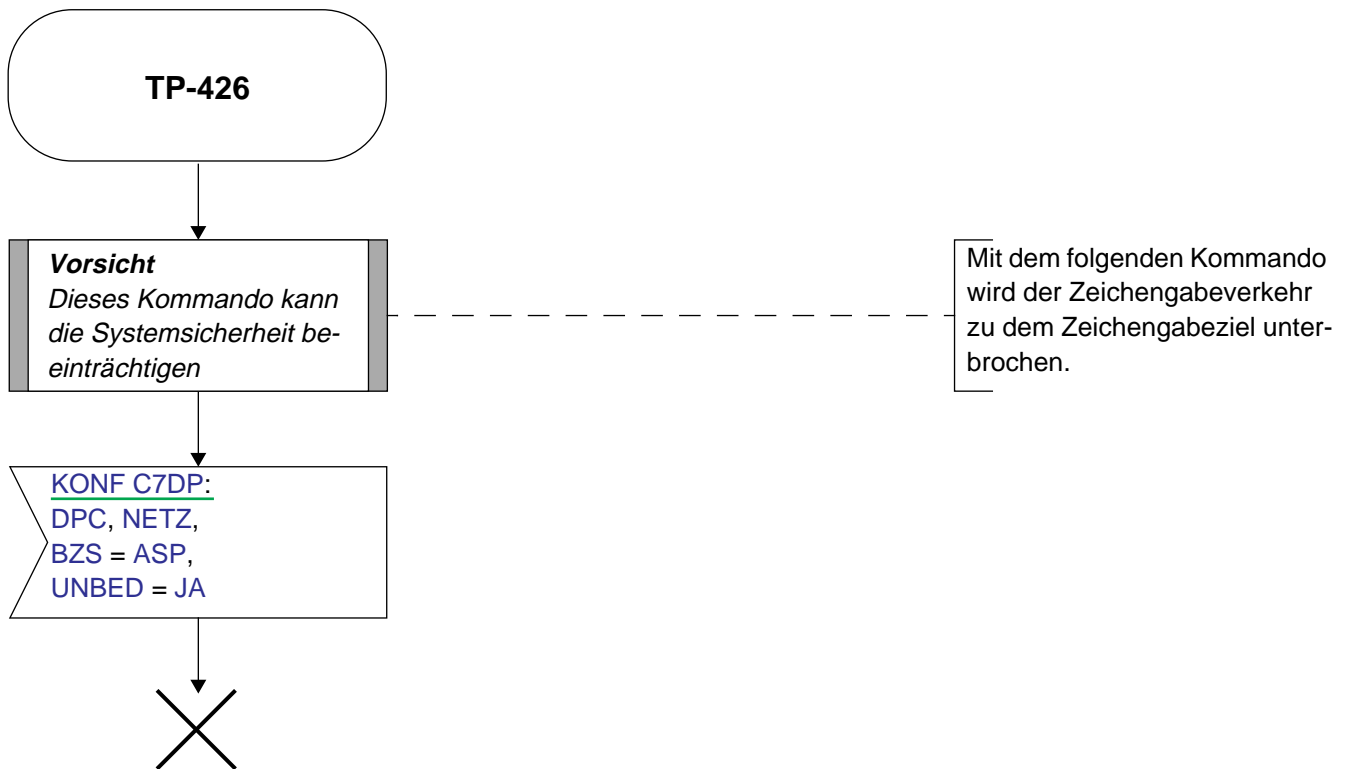 TP-426
Vorsicht
Dieses Kommando kann
die Systemsicherheit be-
einträchtigen
Mit dem folgenden Kommando
wird der Zeichengabeverkehr
zu dem Zeichengabeziel unter-
brochen.
KONF C7DP:
DPC, NETZ,
BZS = ASP,
UNBED = JA